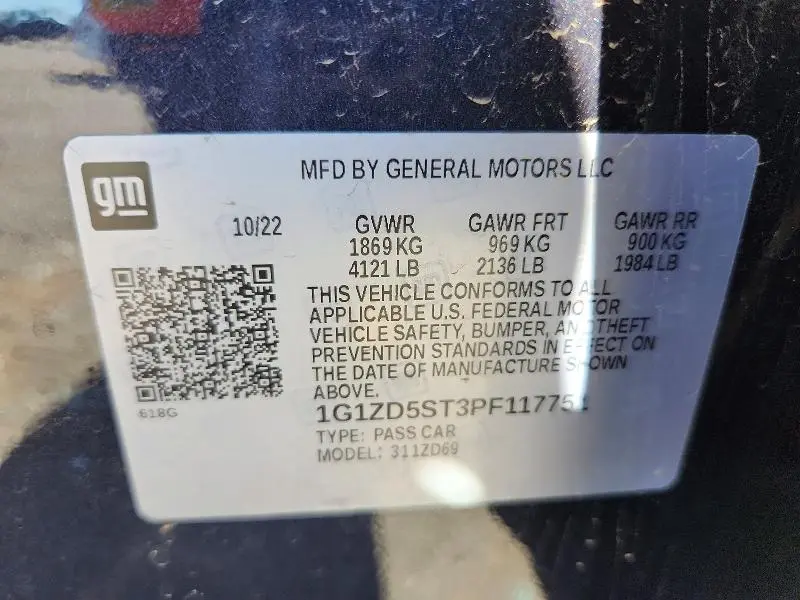 gm
MFD BY GENERAL MOTORS LLC
10/22 GVWR GAWR FRT GAWR RR
1869 KG 969 KG 900 KG
4121 LB 2136 LB 1984 LB
THIS VEHICLE CONFORMS TO ALL
APPLICABLE U.S. FEDERAL MOTOR
VEHICLE SAFETY, BUMPER, AND THEFT
PREVENTION STANDARDS IN EFFECT ON
THE DATE OF MANUFACTURE SHOWN
ABOVE.
618G
1G1ZD5ST3PF117751
TYPE: PASS CAR
MODEL: 311ZD69